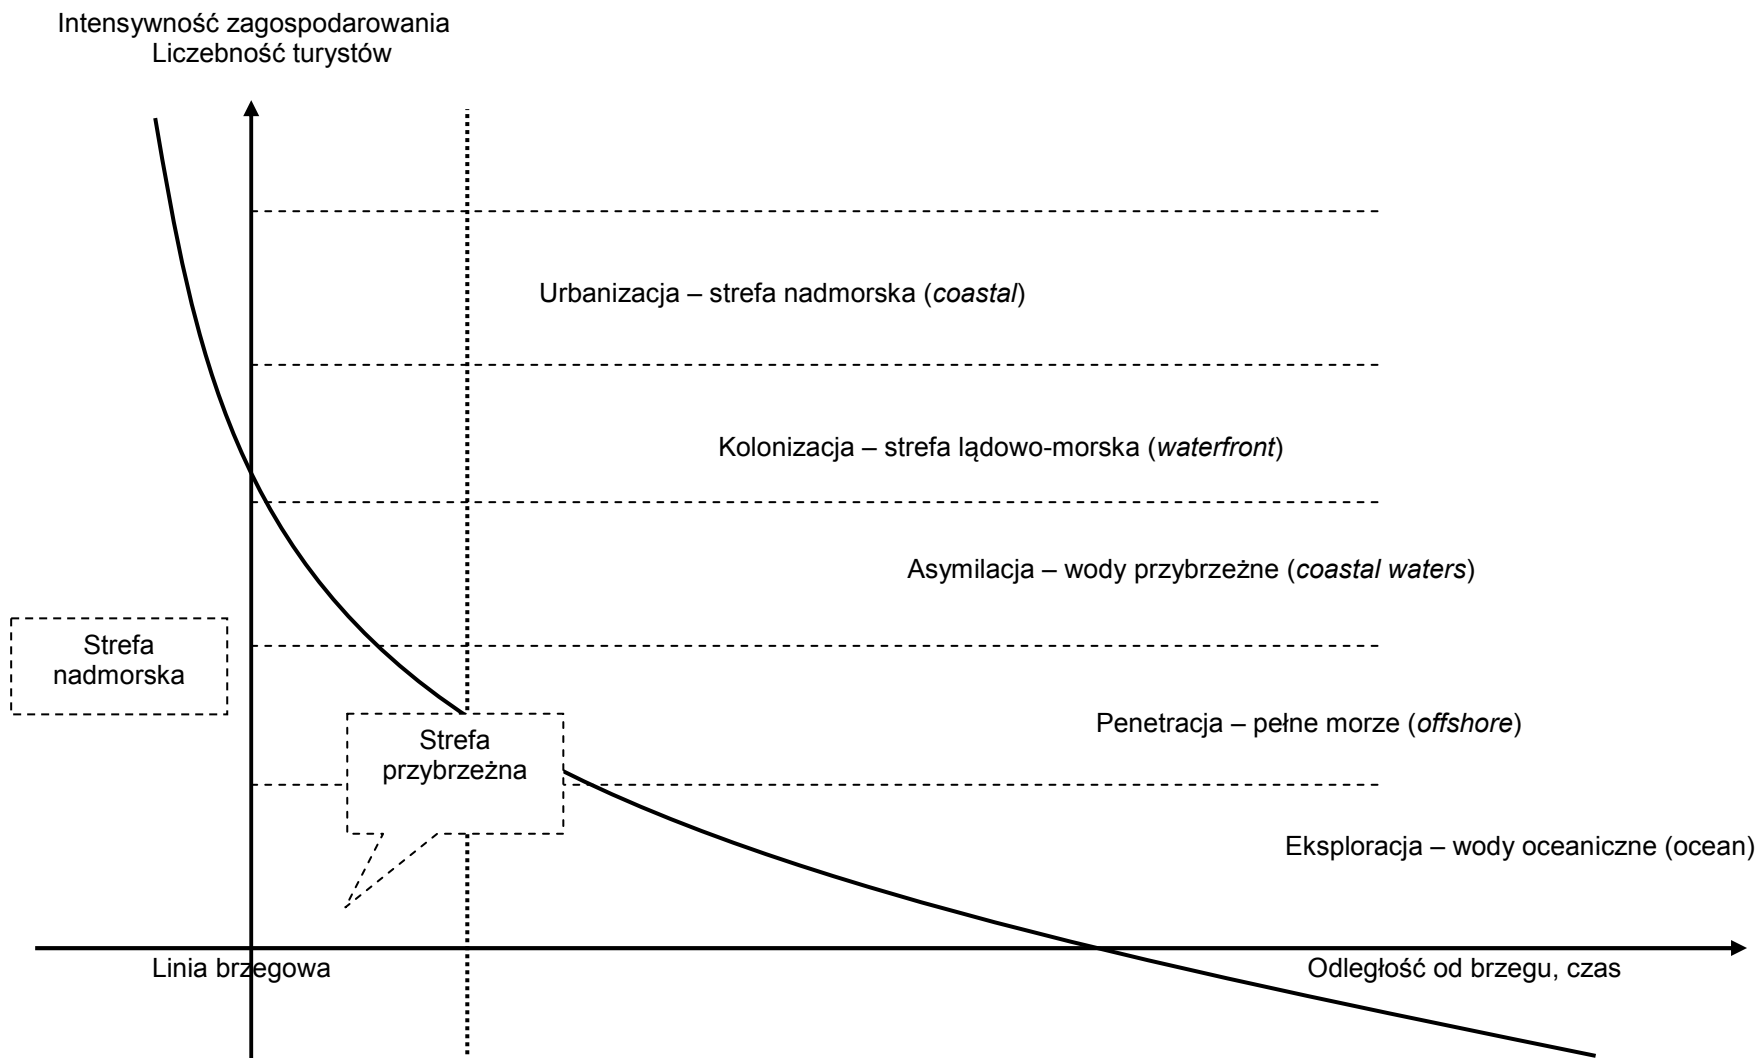 Intensywność zagospodarowania
Liczebność turystów
Urbanizacja – strefa nadmorska (coastal)
Kolonizacja – strefa lądowo-morska (waterfront)
Asymilacja – wody przybrzeżne (coastal waters)
Strefa
nadmorska
Penetracja – pełne morze (offshore)
Strefa
przybrzeżna
Eksploracja – wody oceaniczne (ocean)
Linia brzegowa
Odległość od brzegu, czas